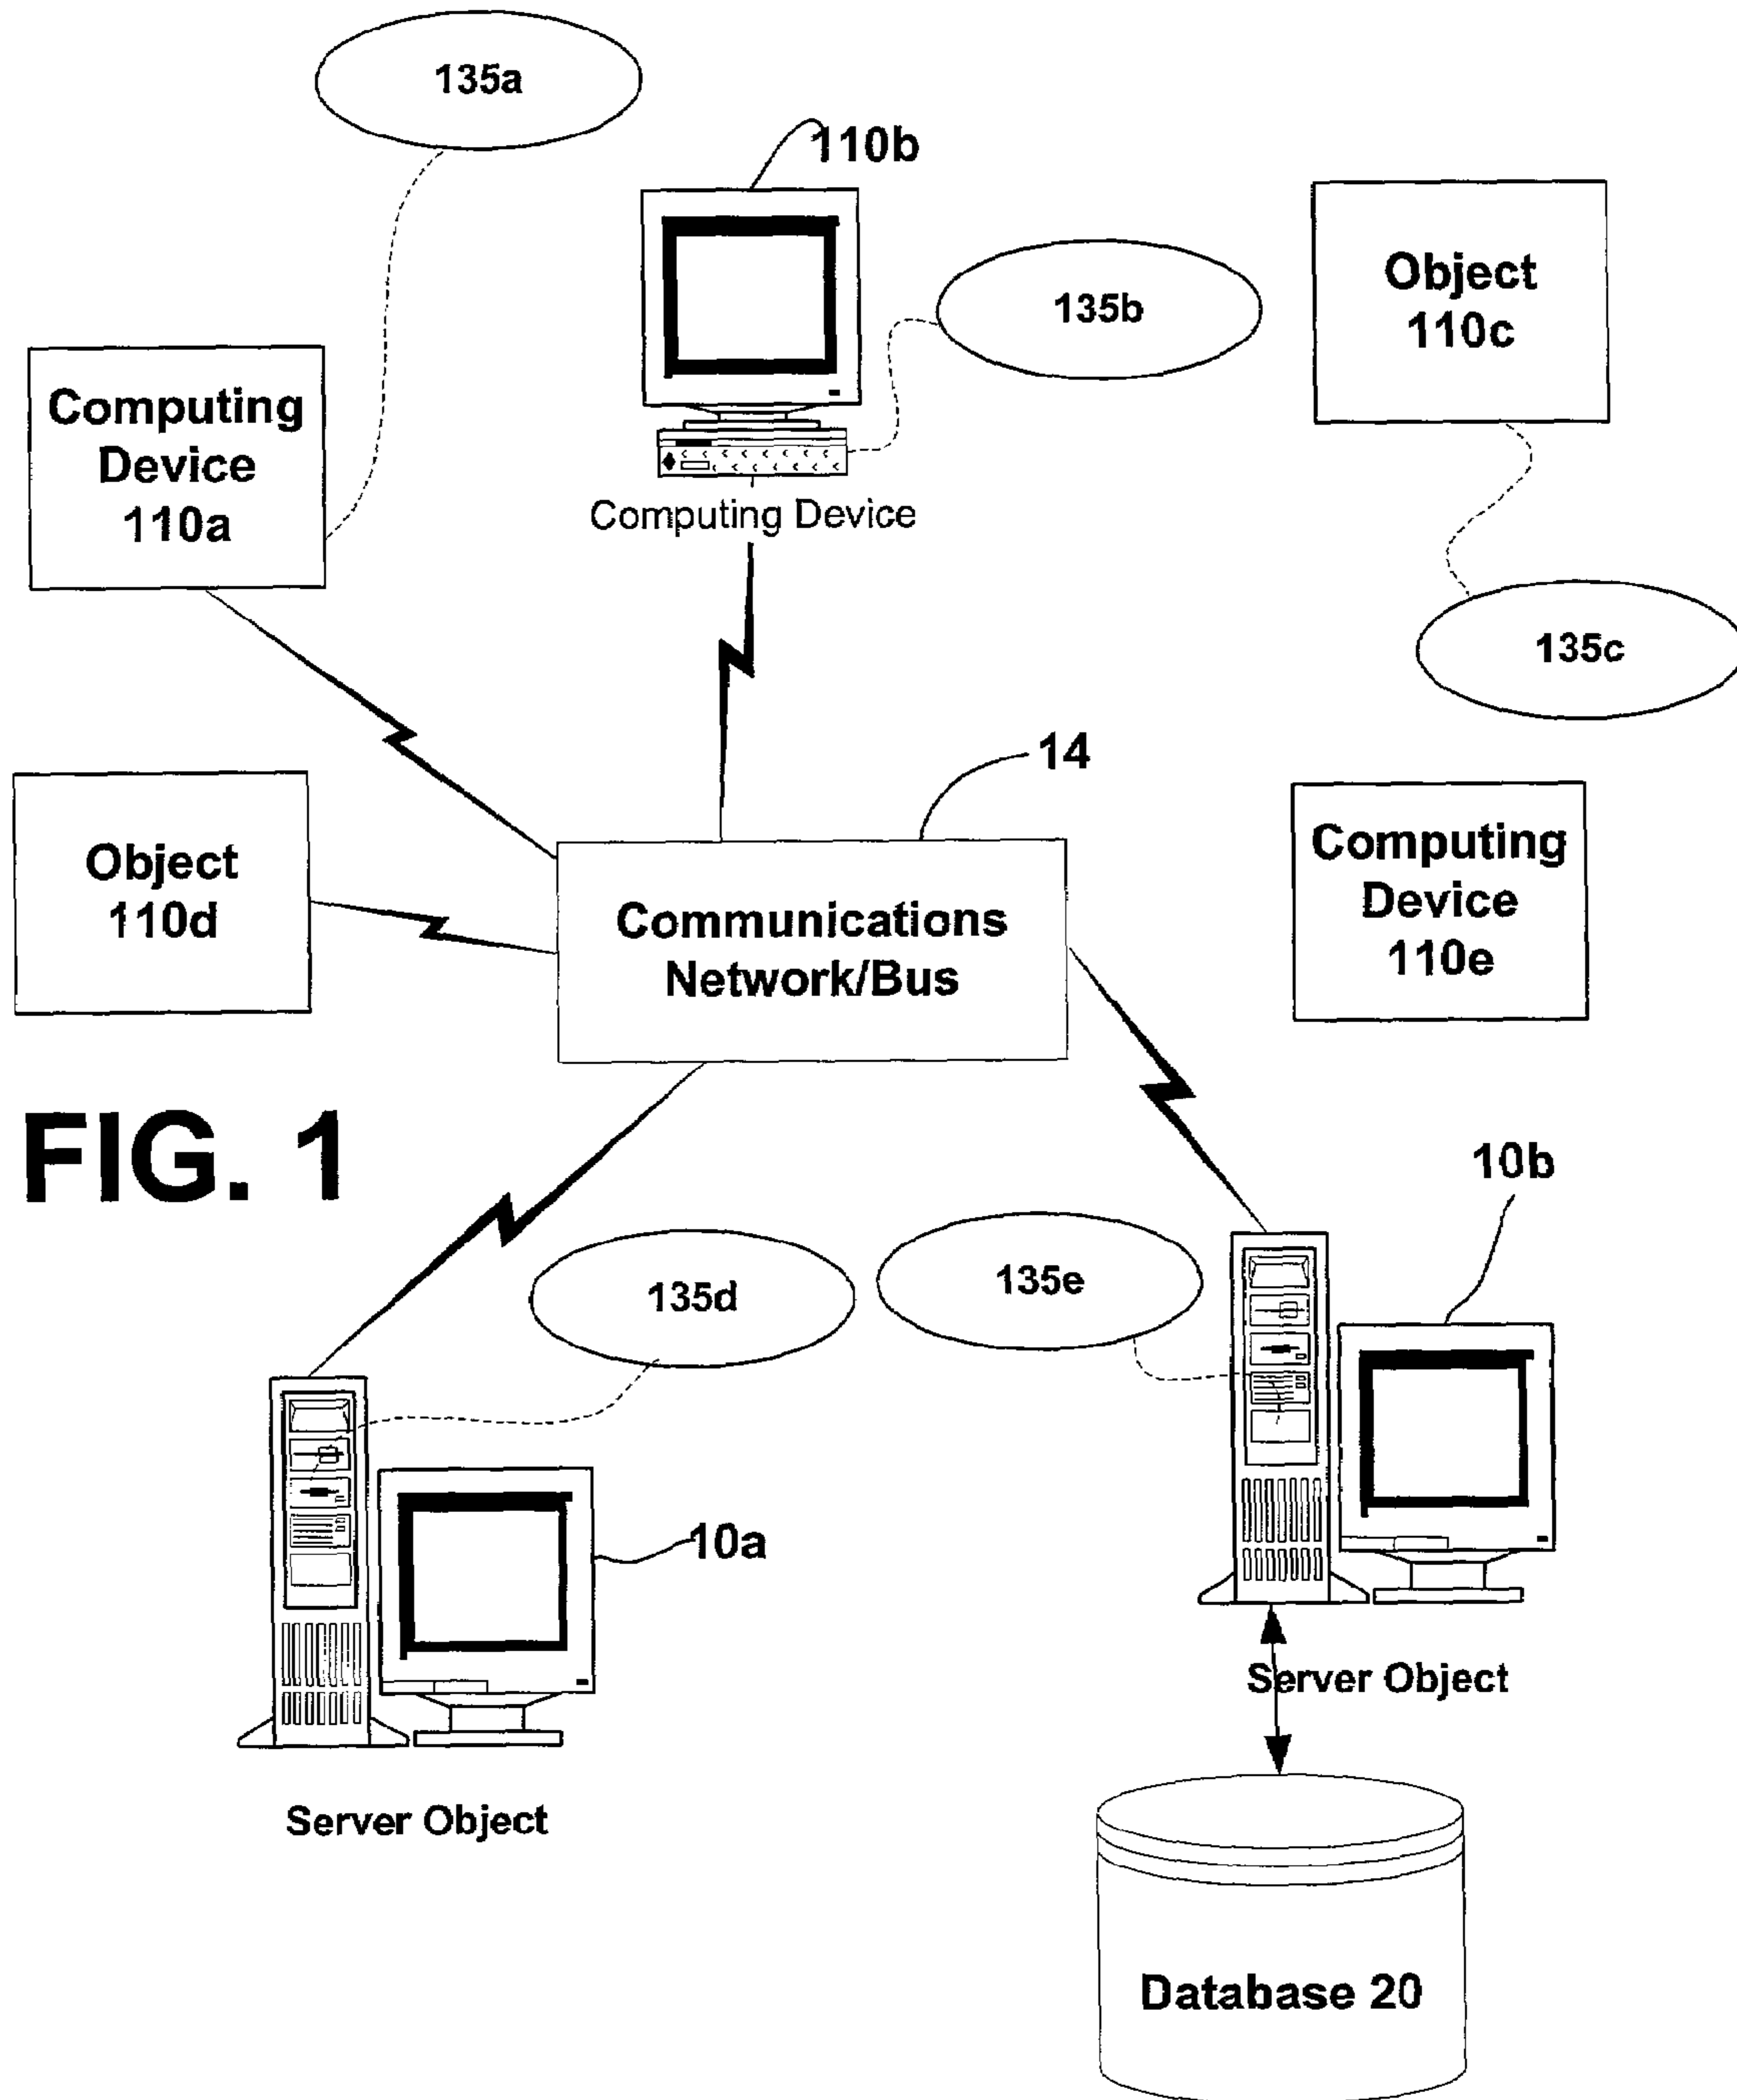 135a
110b
135b
Object
110c
Computing
Device
110a
Computing Device
135c
14
Object
110d
Communications
Network/Bus
Computing
Device
110e
FIG. 1
10b
135d
135e
10a
Server Object
Server Object
Database 20